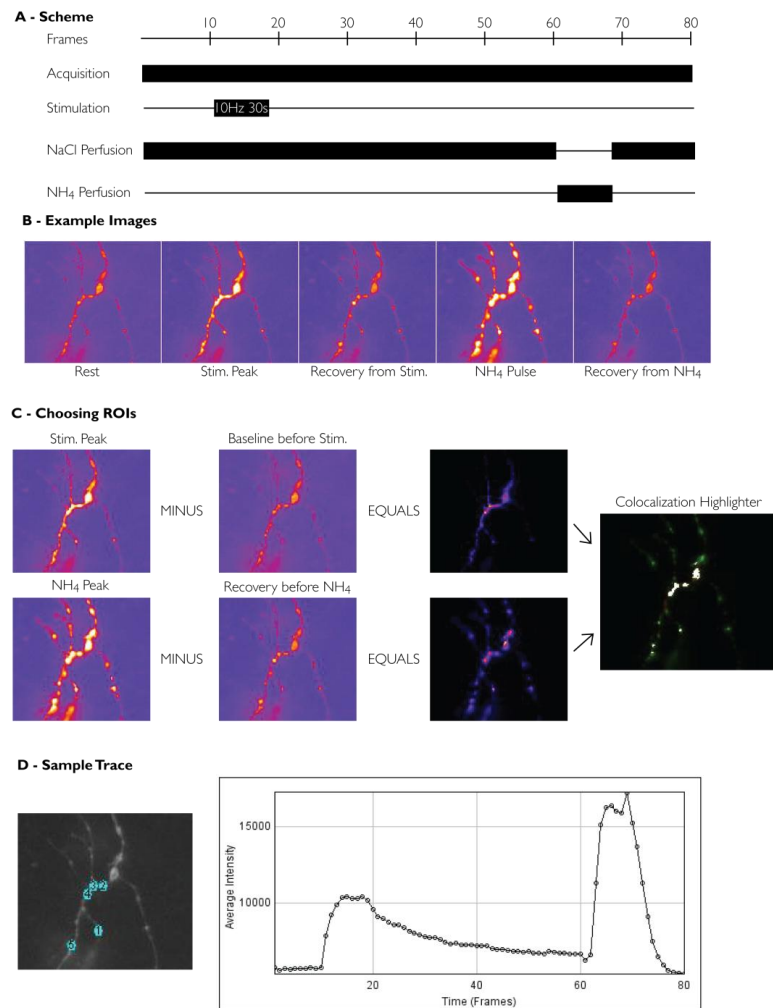 A - Scheme
Frames
10 20 30 40 50 60 70 80
Acquisition
Stimulation
10Hz 30s
NaCl Perfusion
NH4 Perfusion
B - Example Images
Rest
Stim. Peak
Recovery from Stim.
NH4 Pulse
Recovery from NH4
C - Choosing ROIs
Stim. Peak
Baseline before Stim.
MINUS
EQUALS
Colocalization Highlighter
NH4 Peak
Recovery before NH4
MINUS
EQUALS
D - Sample Trace
4 3 2
1
5
15000
10000
Average Intensity
20 40 60 80
Time (Frames)